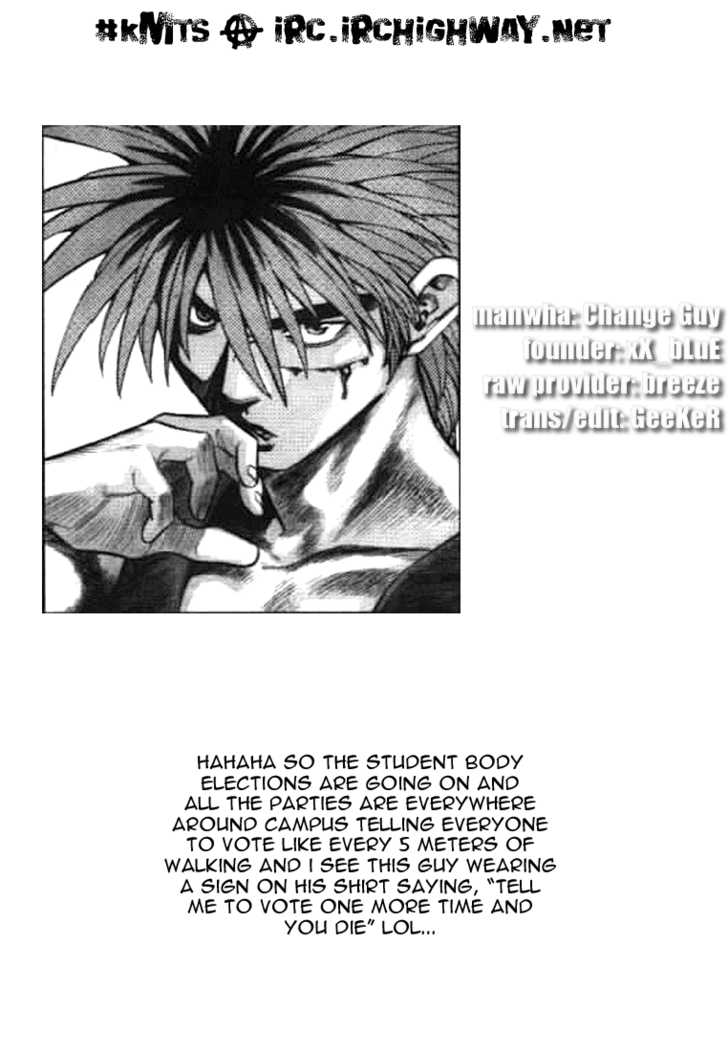 #kMTs @ iRC.iRCHiGHWAY.NeT
manwha: Change Guy
founder: xX_bLuE
raw provider: breeze
trans/edit: GeeKeR
HAHAHA SO THE STUDENT BODY
ELECTIONS ARE GOING ON AND
ALL THE PARTIES ARE EVERYWHERE
AROUND CAMPUS TELLING EVERYONE
TO VOTE LIKE EVERY 5 METERS OF
WALKING AND I SEE THIS GUY WEARING
A SIGN ON HIS SHIRT SAYING, "TELL
ME TO VOTE ONE MORE TIME AND
YOU DIE" LOL...